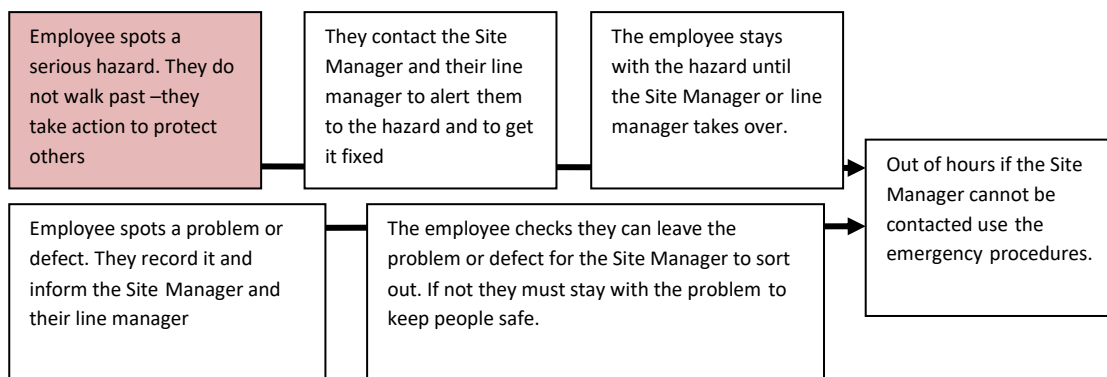 Employee spots a
serious hazard. They do
not walk past –they
take action to protect
others
They contact the Site
Manager and their line
manager to alert them
to the hazard and to get
it fixed
The employee stays
with the hazard until
the Site Manager or line
manager takes over.
Out of hours if the Site
Manager cannot be
contacted use the
emergency procedures.
Employee spots a problem or
defect. They record it and
inform the Site Manager and
their line manager
The employee checks they can leave the
problem or defect for the Site Manager to sort
out. If not they must stay with the problem to
keep people safe.